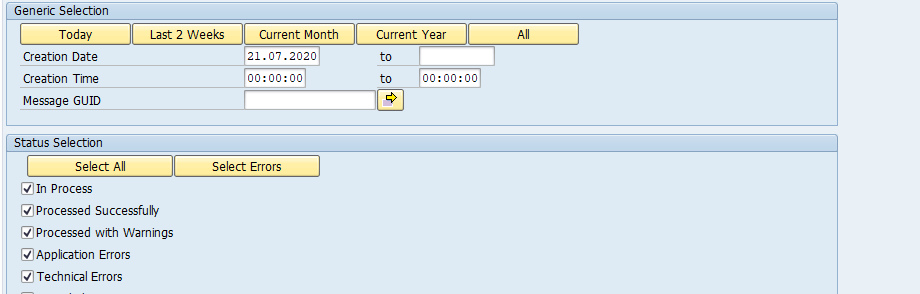 Generic Selection
Today Last 2 Weeks Current Month Current Year All
Creation Date 21.07.2020 to
Creation Time 00:00:00 to 00:00:00
Message GUID
Status Selection
Select All Select Errors
In Process
Processed Successfully
Processed with Warnings
Application Errors
Technical Errors